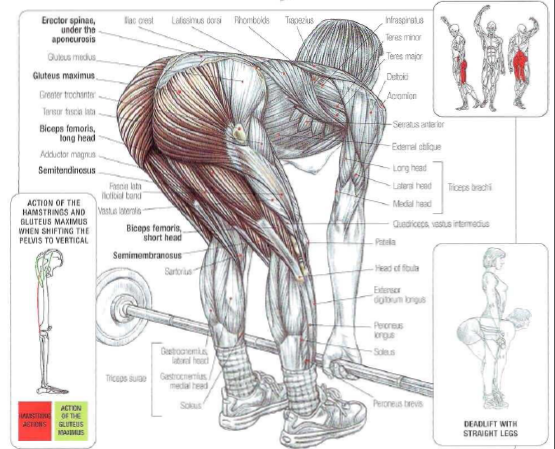 Erector spinae,
under the
aponeurosis
Iliac crest
Latissimus dorsi
Rhomboids
Trapezius
Infraspinatus
Teres minor
Teres major
Deltoid
Acromion
Serratus anterior
External oblique
Long head
Lateral head
Medial head
Triceps brachii
Quadriceps, vastus intermedius
Patella
Head of fibula
Extensor
digitorum longus
Peroneus
longus
Soleus
Peroneus brevis
Gluteus medius
Gluteus maximus
Greater trochanter
Tensor fascia lata
Biceps femoris,
long head
Adductor magnus
Semitendinosus
Fascia lata
iliotibial band
Vastus lateralis
Biceps femoris,
short head
Semimembranosus
Sartorius
Gastrocnemius,
lateral head
Triceps surae
Gastrocnemius,
medial head
Soleus
ACTION OF THE
HAMSTRINGS AND
GLUTEUS MAXIMUS
WHEN SHIFTING THE
PELVIS TO VERTICAL
HAMSTRING
ACTIONS
ACTION
OF THE
GLUTEUS
MAXIMUS
DEADLIFT WITH
STRAIGHT LEGS